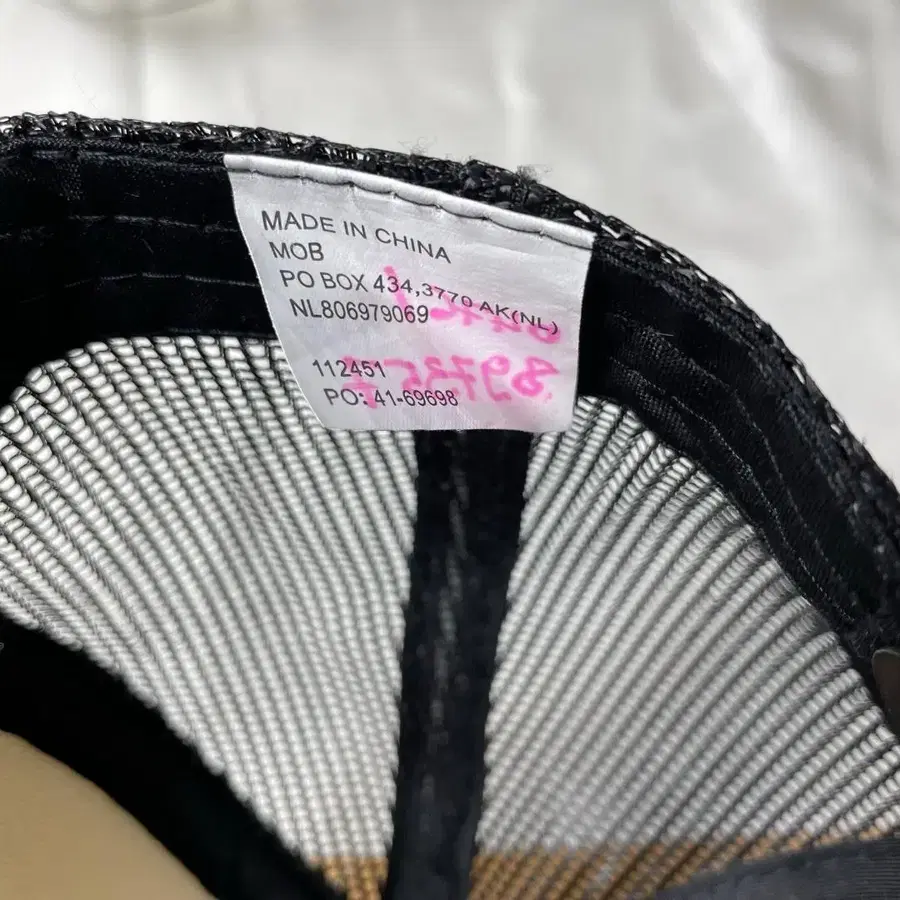 MADE IN CHINA
MOB
PO BOX 434,3770 AK(NL)
NL806979069
112451
PO: 41-69698